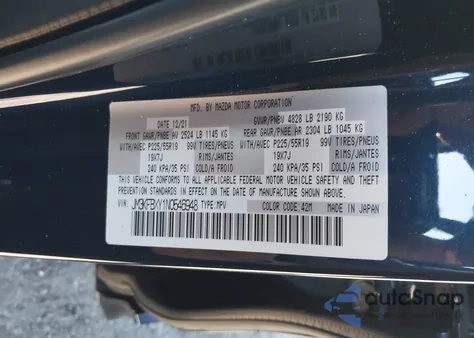 MFD. BY MAZDA MOTOR CORPORATION
DATE 12/21 GVWR/PNBV 4828 LB 2190 KG
FRONT GAWR/PNBE AV 2524 LB 1145 KG REAR GAWR/PNBE AR 2304 LB 1045 KG
WITH/AVEC P225/55R19 99V TIRES/PNEUS WITH/AVEC P225/55R19 99V TIRES/PNEUS
19X7J RIMS/JANTES 19X7J RIMS/JANTES
240 KPA/35 PSI COLD/A FROID 240 KPA/35 PSI COLD/A FROID
THIS VEHICLE CONFORMS TO ALL APPLICABLE FEDERAL MOTOR VEHICLE SAFETY AND
THEFT PREVENTION STANDARDS IN EFFECT ON THE DATE OF MANUFACTURE SHOWN ABOVE.
VIN: JM3KFBXY1N0546948 TYPE MPV COLOR CODE: 42M MADE IN JAPAN
autoSnap